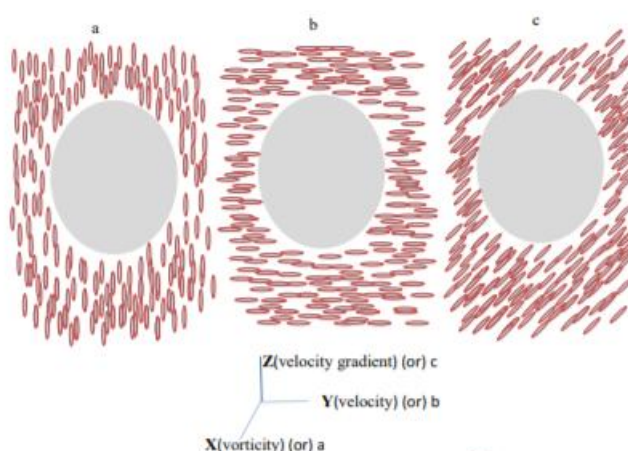 a b c
Z(velocity gradient) (or) c
Y(velocity) (or) b
X(vorticity) (or) a